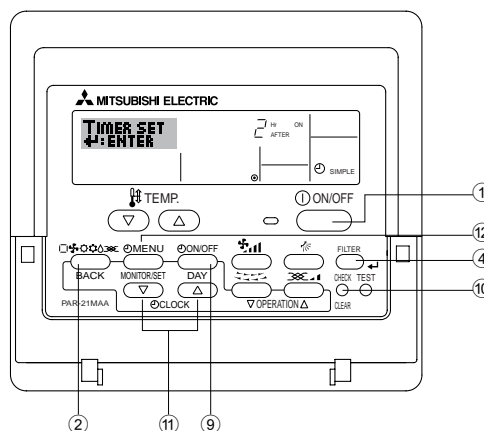 MITSUBISHI ELECTRIC
TIMER SET
:ENTER
2 Hr ON
AFTER
SIMPLE
TEMP.
ON/OFF
MENU
ON/OFF
FILTER
BACK
MONITOR/SET
DAY
CHECK TEST
PAR-21MAA
CLOCK
OPERATION
CLEAR
1
12
4
10
2
11
9